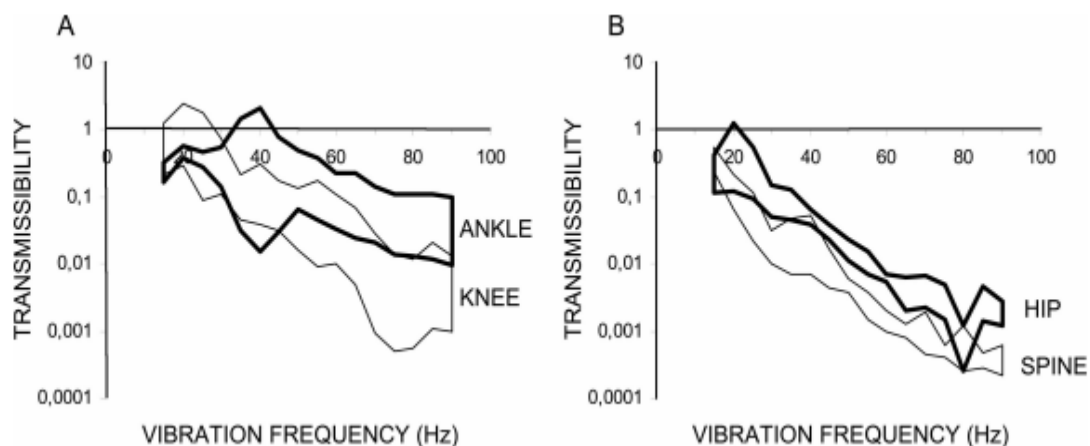 A
TRANSMISSIBILITY
10
1
0,1
0,01
0,001
0,0001
0 20 40 60 80 100
ANKLE
KNEE
VIBRATION FREQUENCY (Hz)
B
TRANSMISSIBILITY
10
1
0,1
0,01
0,001
0,0001
0 20 40 60 80 100
HIP
SPINE
VIBRATION FREQUENCY (Hz)